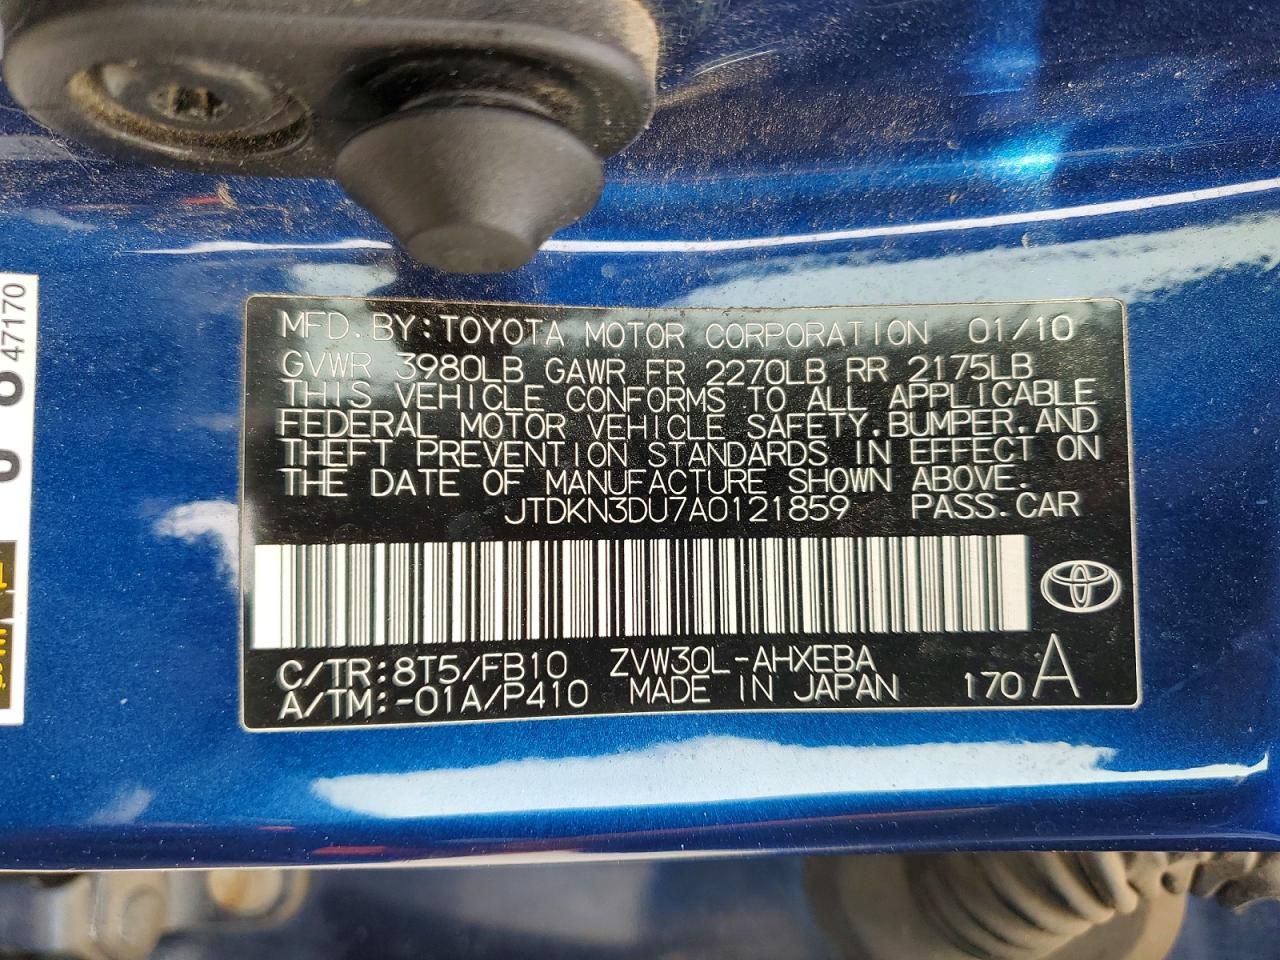 MFD. BY: TOYOTA MOTOR CORPORATION 01/10
GVWR 3980LB GAWR FR 2270LB RR 2175LB
THIS VEHICLE CONFORMS TO ALL APPLICABLE
FEDERAL MOTOR VEHICLE SAFETY, BUMPER, AND
THEFT PREVENTION STANDARDS IN EFFECT ON
THE DATE OF MANUFACTURE SHOWN ABOVE.
JTDKN3DU7A0121859 PASS. CAR
C/TR: 8T5/FB10 ZVW30L-AHXEBA
A/TM: -01A/P410 MADE IN JAPAN 170 A
47170